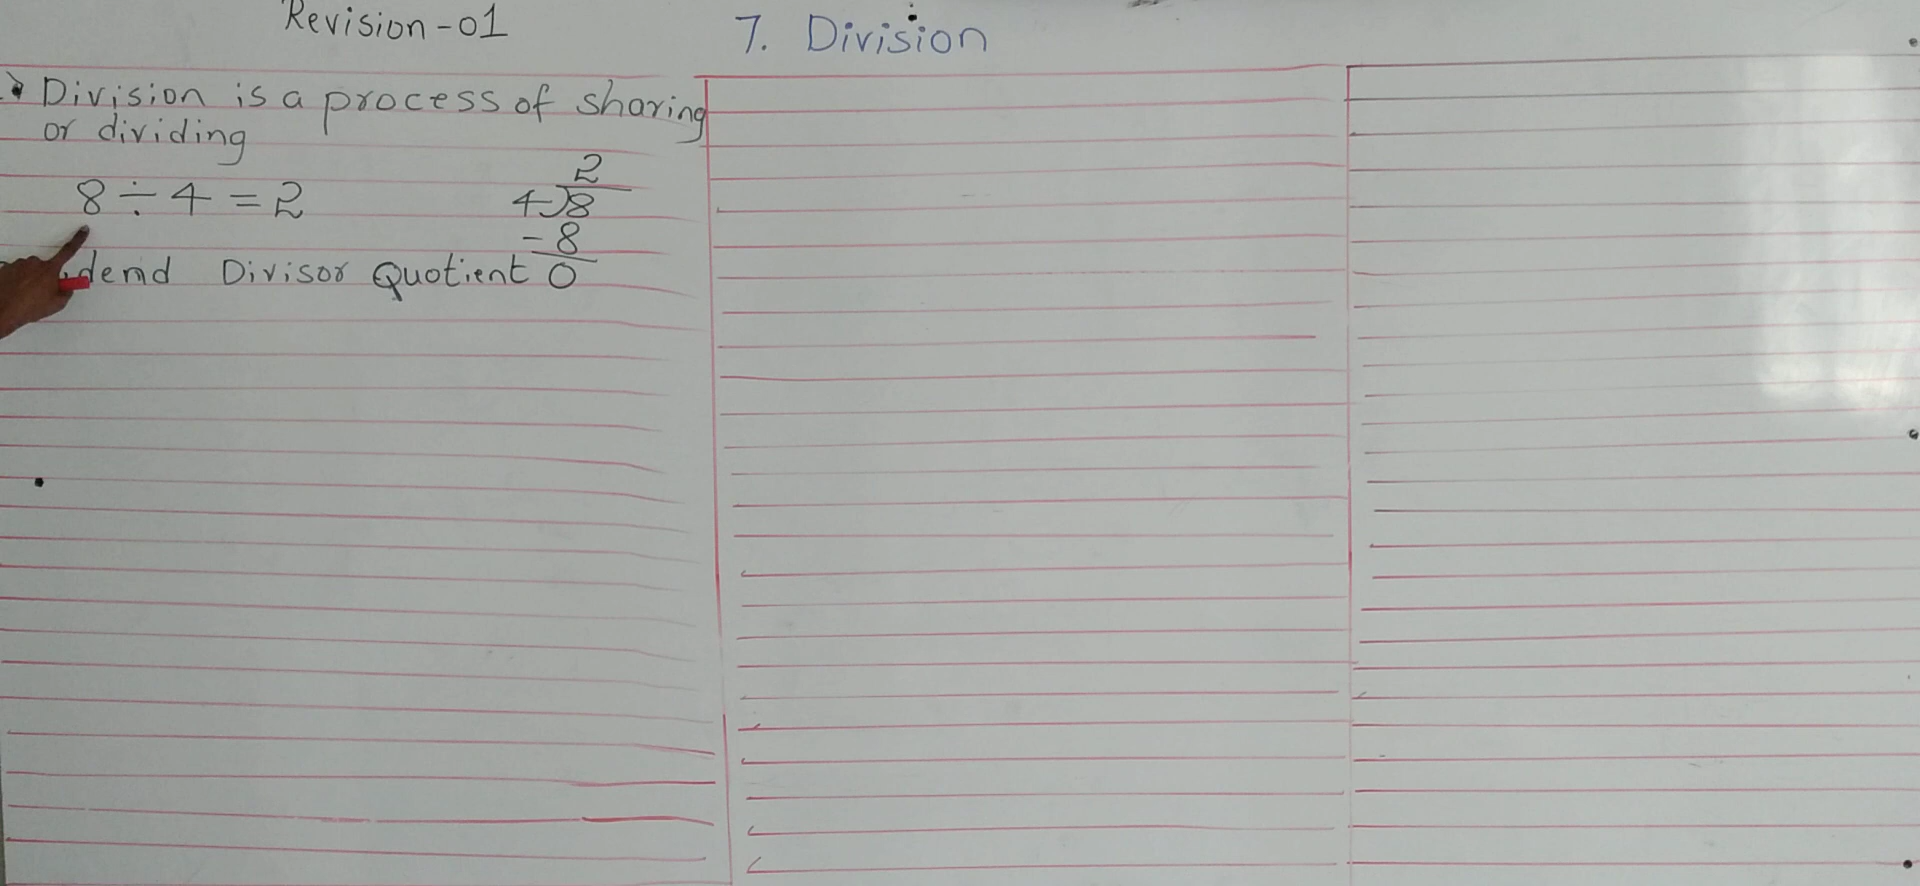 Revision-01
7. Division
Division is a process of sharing
or dividing
8 ÷ 4 = 2
2
4)8
-8
0
Divisor Quotient